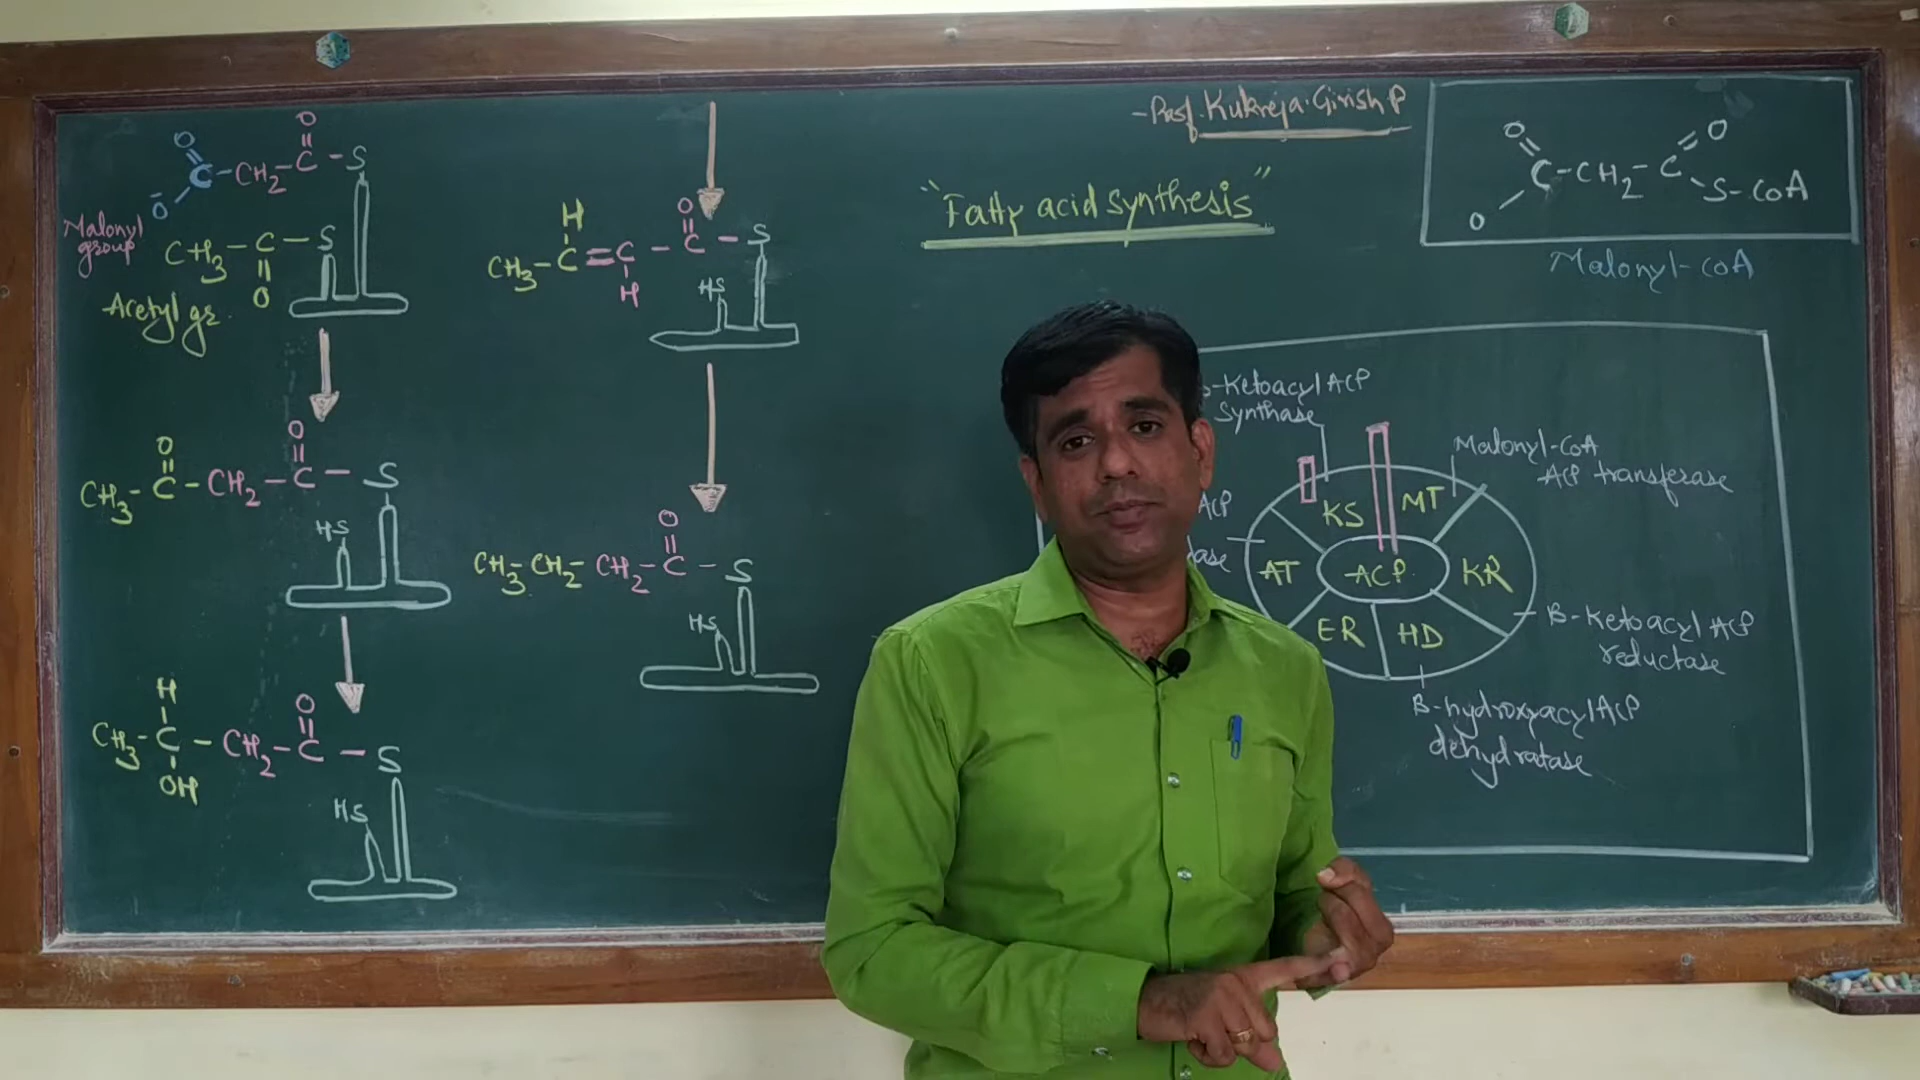 -Prof. Kukreja. Girish P
"Fatty acid synthesis"
O O
C-CH2-C-S
O
Malonyl
group
CH3-C-S
O
Acetyl gr.
O O
CH3-C-CH2-C-S
HS
H O
CH3-C-CH2-C-S
OH
HS
H O
CH3-C=C-C-S
H
HS
O
CH3-CH2-CH2-C-S
HS
O O
C-CH2-C
O S-CoA
Malonyl-CoA
-Ketoacyl ACP
Synthase
Malonyl-CoA
ACP transferase
ACP
KS MT
AT ACP KR
ER HD
B-Ketoacyl ACP
reductase
B-hydroxyacyl ACP
dehydratase